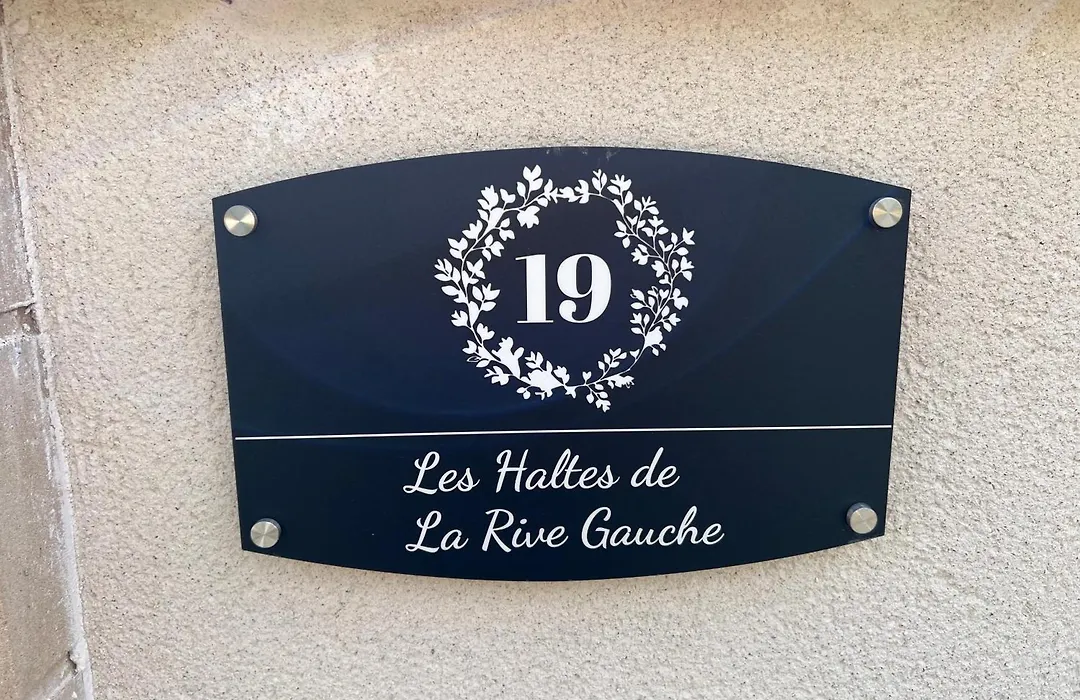 19
Les Haltes de
La Rive Gauche